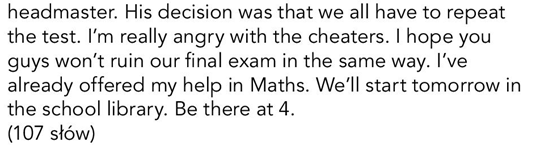 headmaster. His decision was that we all have to repeat
the test. I’m really angry with the cheaters. I hope you
guys won’t ruin our final exam in the same way. I’ve
already offered my help in Maths. We’ll start tomorrow in
the school library. Be there at 4.
(107 słów)